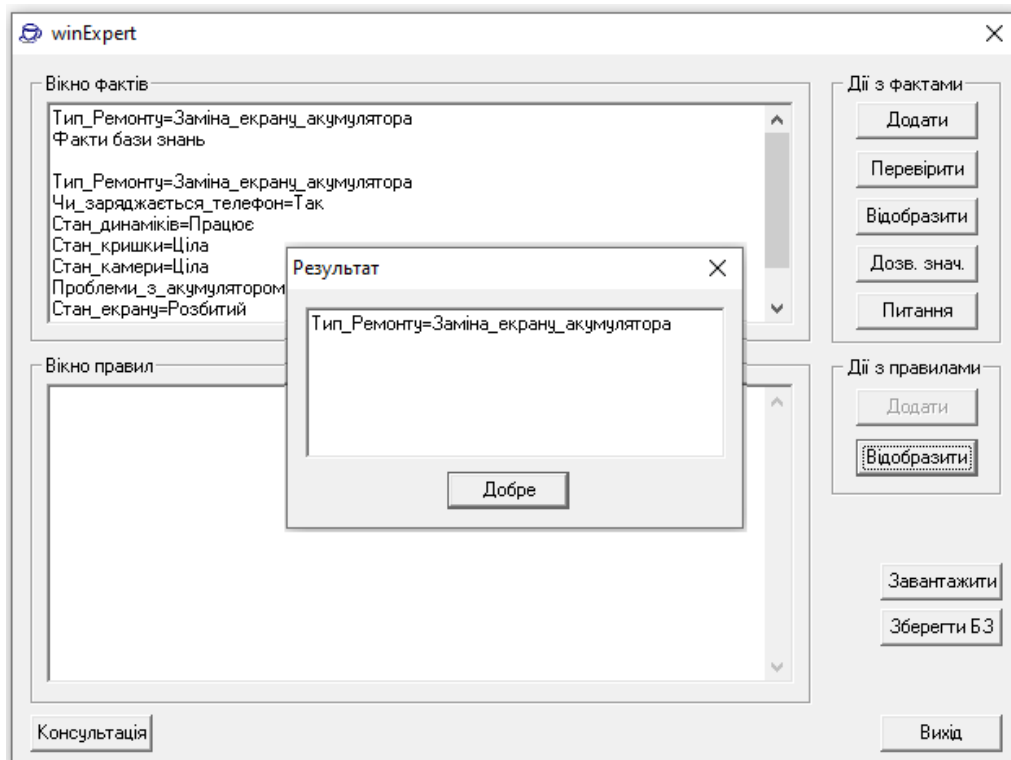 winExpert
Вікно фактів
Тип_Ремонту=Заміна_екрану_акумулятора
Факти бази знань
Тип_Ремонту=Заміна_екрану_акумулятора
Чи_заряджається_телефон=Так
Стан_динаміків=Працює
Стан_кришки=Ціла
Стан_камери=Ціла
Проблеми_з_акумулятором
Стан_екрану=Розбитий
Дії з фактами
Додати
Перевірити
Відобразити
Дозв. знач.
Питання
Результат
Тип_Ремонту=Заміна_екрану_акумулятора
Добре
Вікно правил
Дії з правилами
Додати
Відобразити
Завантажити
Зберегти БЗ
Консультація
Вихід